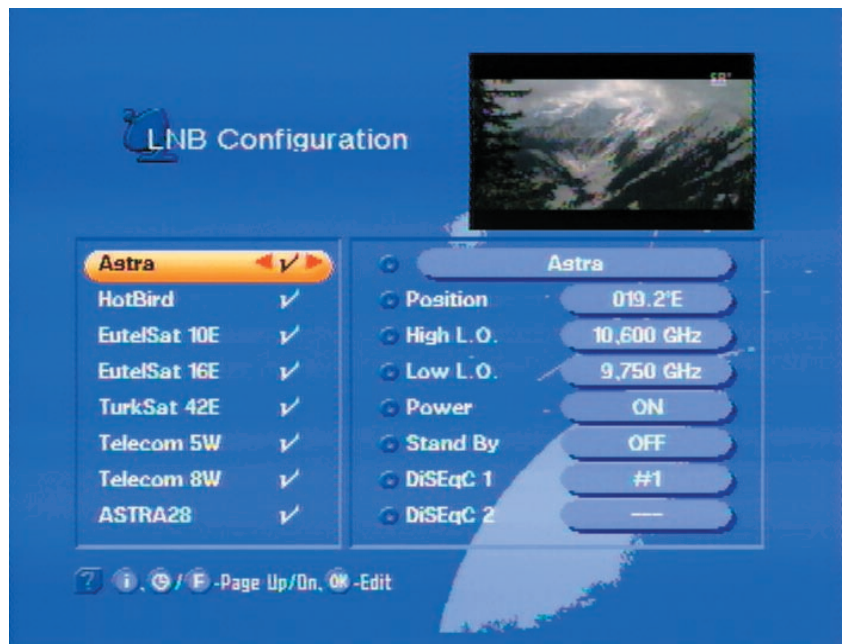 LNB Configuration
Astra
HotBird
EutelSat 10E
EutelSat 16E
TurkSat 42E
Telecom 5W
Telecom 8W
ASTRA28
Astra
Position 019.2°E
High L.O. 10,600 GHz
Low L.O. 9,750 GHz
Power ON
Stand By OFF
DiSEqC 1 #1
DiSEqC 2 ---
? i, / F -Page Up/Dn, OK -Edit